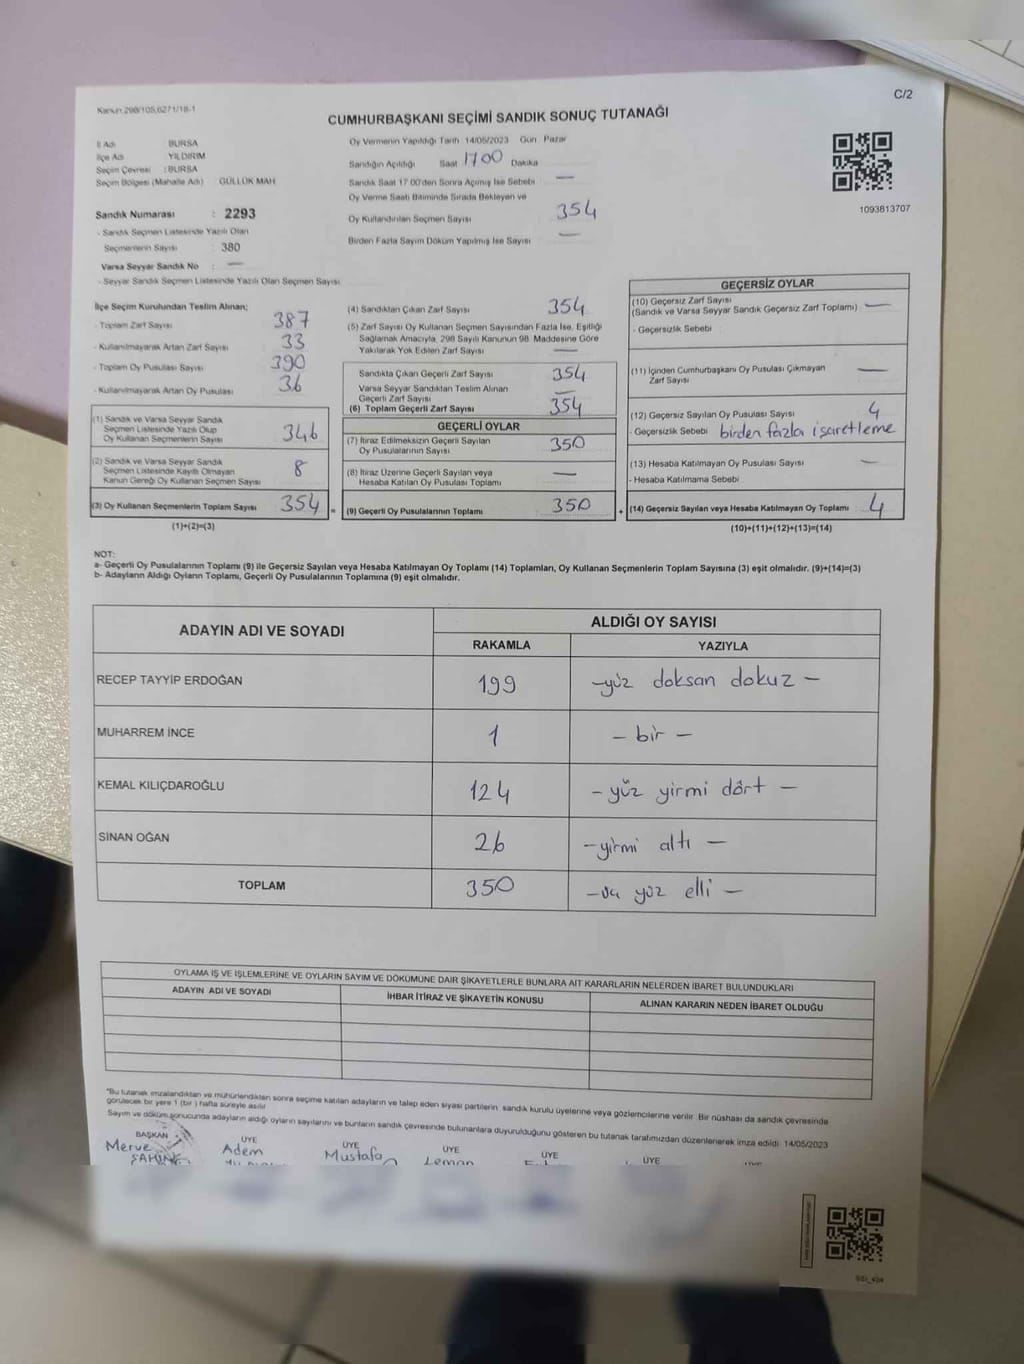 Kanun 298/105,6271/18-1
C/2
CUMHURBAŞKANI SEÇİMİ SANDIK SONUÇ TUTANAĞI
İl Adı BURSA
İlçe Adı YILDIRIM
Seçim Çevresi : BURSA
Seçim Bölgesi (Mahalle Adı) GÜLLÜK MAH
Sandık Numarası : 2293
- Sandık Seçmen Listesinde Yazılı Olan
Seçmenlerin Sayısı : 380
Varsa Seyyar Sandık No : —
- Seyyar Sandık Seçmen Listesinde Yazılı Olan Seçmen Sayısı
Oy Vermenin Yapıldığı Tarih 14/05/2023 Gün Pazar
Sandığın Açıldığı Saat 1700 Dakika
Sandık Saat 17.00'den Sonra Açılmış İse Sebebi —
Oy Verme Saati Bitiminde Sırada Bekleyen ve
Oy Kullandırılan Seçmen Sayısı 354
Birden Fazla Sayım Döküm Yapılmış İse Sayısı —
1093813707
İlçe Seçim Kurulundan Teslim Alınan;
- Toplam Zarf Sayısı 387
- Kullanılmayarak Artan Zarf Sayısı 33
- Toplam Oy Pusulası Sayısı 390
- Kullanılmayarak Artan Oy Pusulası 36
(1) Sandık ve Varsa Seyyar Sandık
Seçmen Listesinde Yazılı Olup
Oy Kullanan Seçmenlerin Sayısı 346
(2) Sandık ve Varsa Seyyar Sandık
Seçmen Listesinde Kayıtlı Olmayan
Kanun Gereği Oy Kullanan Seçmen Sayısı 8
(3) Oy Kullanan Seçmenlerin Toplam Sayısı 354 =
(1)+(2)=(3)
(4) Sandıktan Çıkan Zarf Sayısı 354
(5) Zarf Sayısı Oy Kullanan Seçmen Sayısından Fazla İse, Eşitliği
Sağlamak Amacıyla, 298 Sayılı Kanunun 98. Maddesine Göre
Yakılarak Yok Edilen Zarf Sayısı —
Sandıkta Çıkan Geçerli Zarf Sayısı 354
Varsa Seyyar Sandıktan Teslim Alınan
Geçerli Zarf Sayısı —
(6) Toplam Geçerli Zarf Sayısı 354
GEÇERLİ OYLAR
(7) İtiraz Edilmeksizin Geçerli Sayılan
Oy Pusulalarının Sayısı 350
(8) İtiraz Üzerine Geçerli Sayılan veya
Hesaba Katılan Oy Pusulası Toplamı —
(9) Geçerli Oy Pusulalarının Toplamı 350 +
GEÇERSİZ OYLAR
(10) Geçersiz Zarf Sayısı
(Sandık ve Varsa Seyyar Sandık Geçersiz Zarf Toplamı) —
- Geçersizlik Sebebi
(11) İçinden Cumhurbaşkanı Oy Pusulası Çıkmayan
Zarf Sayısı —
(12) Geçersiz Sayılan Oy Pusulası Sayısı 4
- Geçersizlik Sebebi birden fazla işaretleme
(13) Hesaba Katılmayan Oy Pusulası Sayısı —
- Hesaba Katılmama Sebebi
(14) Geçersiz Sayılan veya Hesaba Katılmayan Oy Toplamı 4
(10)+(11)+(12)+(13)=(14)
NOT:
a- Geçerli Oy Pusulalarının Toplamı (9) ile Geçersiz Sayılan veya Hesaba Katılmayan Oy Toplamı (14) Toplamları, Oy Kullanan Seçmenlerin Toplam Sayısına (3) eşit olmalıdır. (9)+(14)=(3)
b- Adayların Aldığı Oyların Toplamı, Geçerli Oy Pusulalarının Toplamına (9) eşit olmalıdır.
ADAYIN ADI VE SOYADI
ALDIĞI OY SAYISI
RAKAMLA YAZIYLA
RECEP TAYYİP ERDOĞAN 199 —yüz doksan dokuz —
MUHARREM İNCE 1 — bir —
KEMAL KILIÇDAROĞLU 124 — yüz yirmi dört —
SİNAN OĞAN 26 —yirmi altı —
TOPLAM 350 — yüz elli —
OYLAMA İŞ VE İŞLEMLERİNE VE OYLARIN SAYIM VE DÖKÜMÜNE DAİR ŞİKAYETLERLE BUNLARA AİT KARARLARIN NELERDEN İBARET BULUNDUKLARI
ADAYIN ADI VE SOYADI İHBAR İTİRAZ VE ŞİKAYETİN KONUSU ALINAN KARARIN NEDEN İBARET OLDUĞU
*Bu tutanak imzalandıktan ve mühürlendikten sonra seçime katılan adayların ve talep eden siyasi partilerin sandık kurulu üyelerine veya gözlemcilerine verilir. Bir nüshası da sandık çevresinde
görülecek bir yere 1 (bir) hafta süreyle asılır
Sayım ve döküm sonucunda adayların aldığı oyların sayılarını ve bunların sandık çevresinde bulunanlara duyurulduğunu gösteren bu tutanak tarafımızdan düzenlenerek imza edildi. 14/05/2023
BAŞKAN ÜYE ÜYE ÜYE ÜYE ÜYE
Merve Adem Mustafa Leman
ŞAHİN